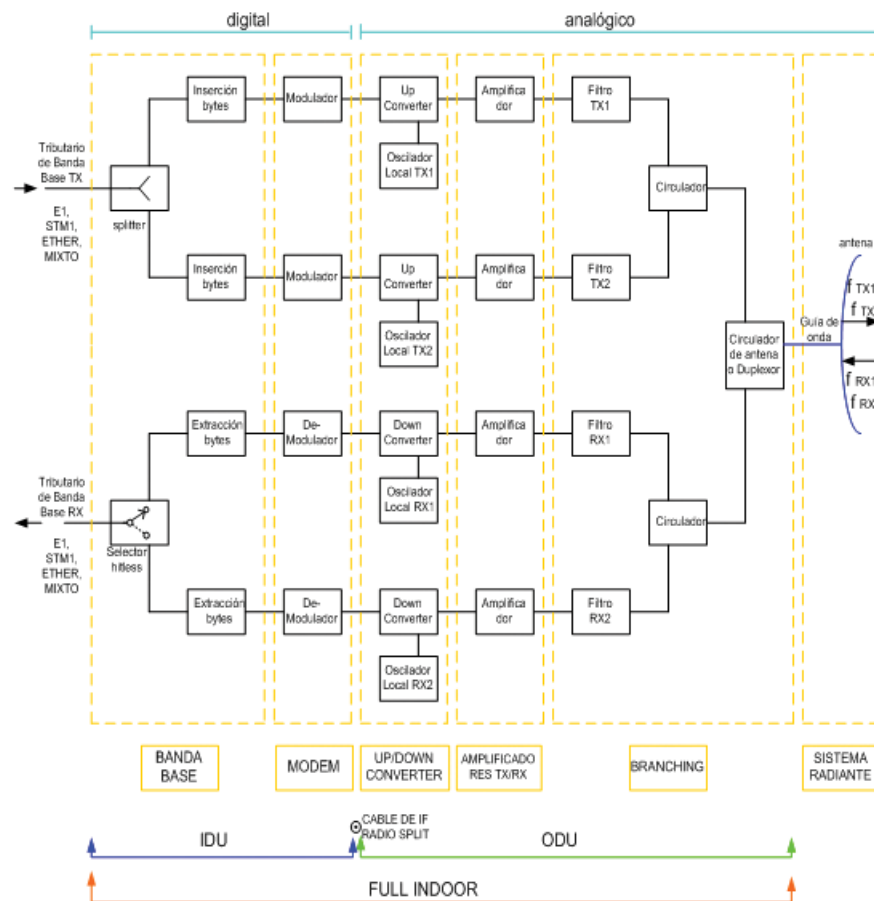 digital
analógico
Inserción
bytes
Modulador
Up
Converter
Amplifica
dor
Filtro
TX1
Oscilador
Local TX1
Tributario
de Banda
Base TX
E1,
STM1,
ETHER,
MIXTO
splitter
Circulador
Inserción
bytes
Modulador
Up
Converter
Amplifica
dor
Filtro
TX2
Oscilador
Local TX2
antena
f TX1
f TX
Guía de
onda
f RX1
f RX
Circulador
de antena
o Duplexor
Extracción
bytes
De-
Modulador
Down
Converter
Amplifica
dor
Filtro
RX1
Oscilador
Local RX1
Tributario
de Banda
Base RX
E1,
STM1,
ETHER,
MIXTO
Selector
hitless
Circulador
Extracción
bytes
De-
Modulador
Down
Converter
Amplifica
dor
Filtro
RX2
Oscilador
Local RX2
BANDA
BASE
MODEM
UP/DOWN
CONVERTER
AMPLIFICADO
RES TX/RX
BRANCHING
SISTEMA
RADIANTE
CABLE DE IF
RADIO SPLIT
IDU
ODU
FULL INDOOR